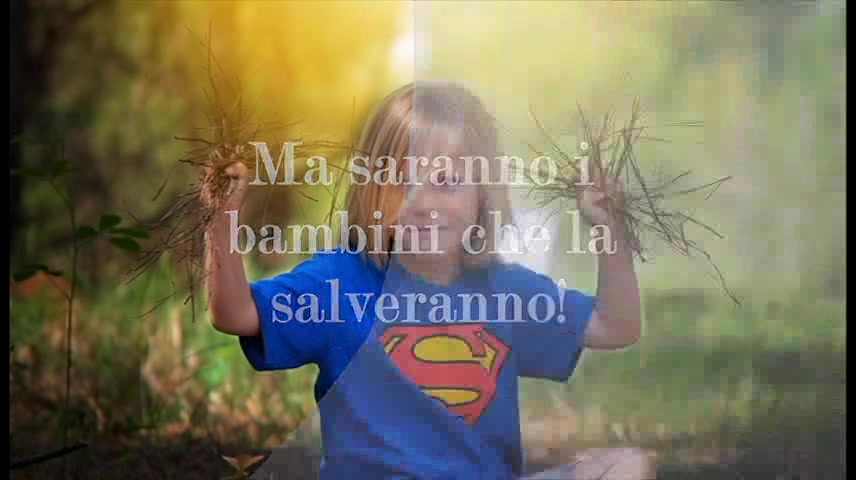 Ma saranno i
bambini che la
salveranno!
S